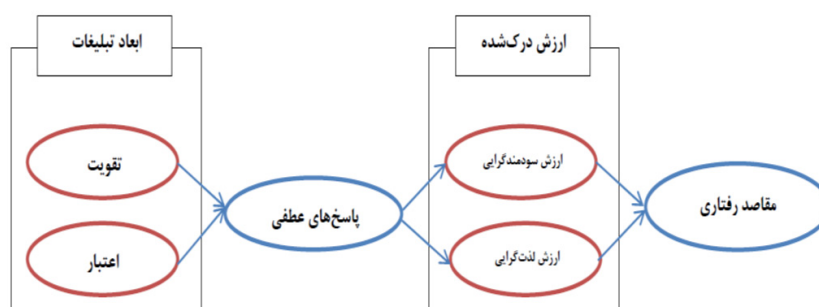 ارزش درک‌شده
ابعاد تبلیغات
تقویت
ارزش سودمندگرایی
مقاصد رفتاری
پاسخ‌های عطفی
اعتبار
ارزش لذت‌گرایی